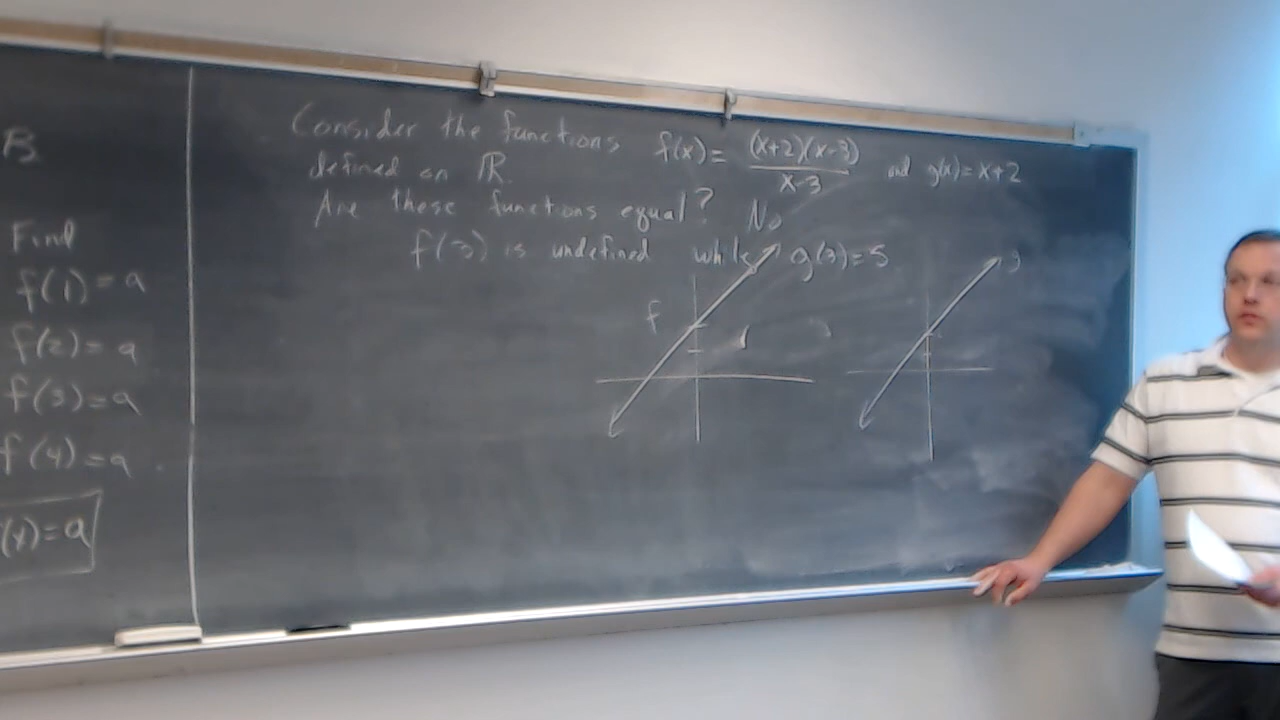 B
Find
f(1)=a
f(2)=a
f(3)=a
f(4)=a
(x)=a
Consider the functions f(x)= (x+2)(x-3)/x-3 and g(x)=x+2
defined on ℝ.
Are these functions equal? No
f(3) is undefined while g(3)=5
f
g